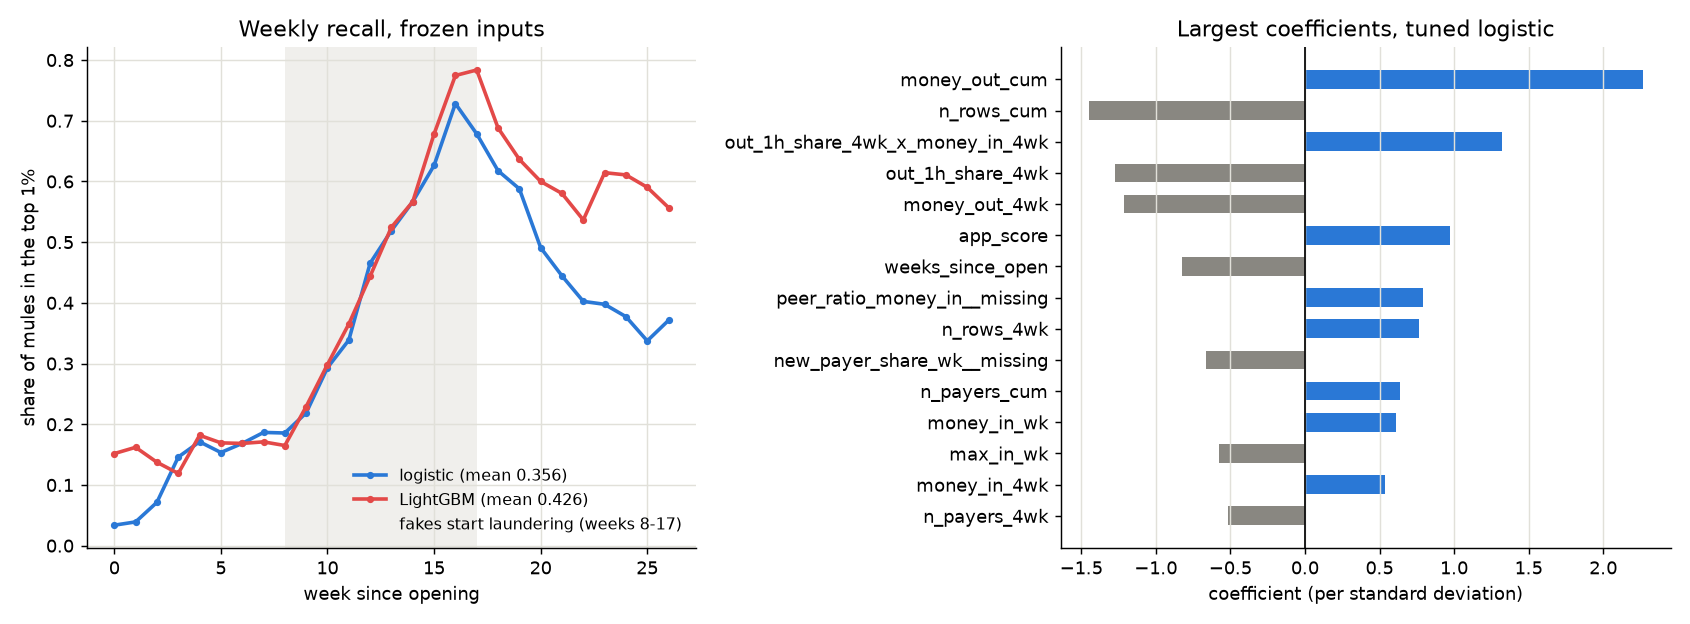 Weekly recall, frozen inputs
share of mules in the top 1%
0.8
0.7
0.6
0.5
0.4
0.3
0.2
0.1
0.0
logistic (mean 0.356)
LightGBM (mean 0.426)
fakes start laundering (weeks 8-17)
0 5 10 15 20 25
week since opening
Largest coefficients, tuned logistic
money_out_cum
n_rows_cum
out_1h_share_4wk_x_money_in_4wk
out_1h_share_4wk
money_out_4wk
app_score
weeks_since_open
peer_ratio_money_in__missing
n_rows_4wk
new_payer_share_wk__missing
n_payers_cum
money_in_wk
max_in_wk
money_in_4wk
n_payers_4wk
−1.5 −1.0 −0.5 0.0 0.5 1.0 1.5 2.0
coefficient (per standard deviation)